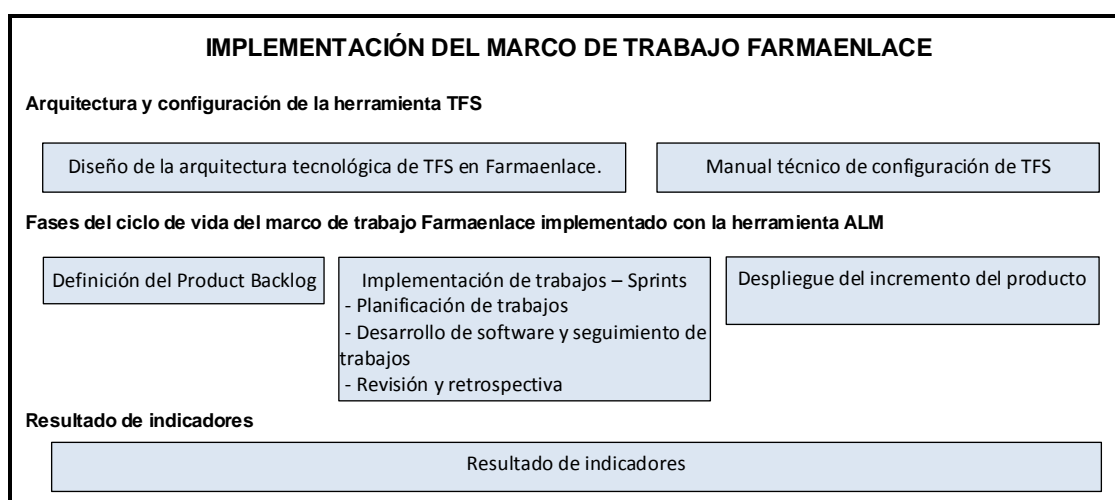 IMPLEMENTACIÓN DEL MARCO DE TRABAJO FARMAENLACE
Arquitectura y configuración de la herramienta TFS
Diseño de la arquitectura tecnológica de TFS en Farmaenlace.
Manual técnico de configuración de TFS
Fases del ciclo de vida del marco de trabajo Farmaenlace implementado con la herramienta ALM
Definición del Product Backlog
Implementación de trabajos – Sprints
- Planificación de trabajos
- Desarrollo de software y seguimiento de
trabajos
- Revisión y retrospectiva
Despliegue del incremento del producto
Resultado de indicadores
Resultado de indicadores